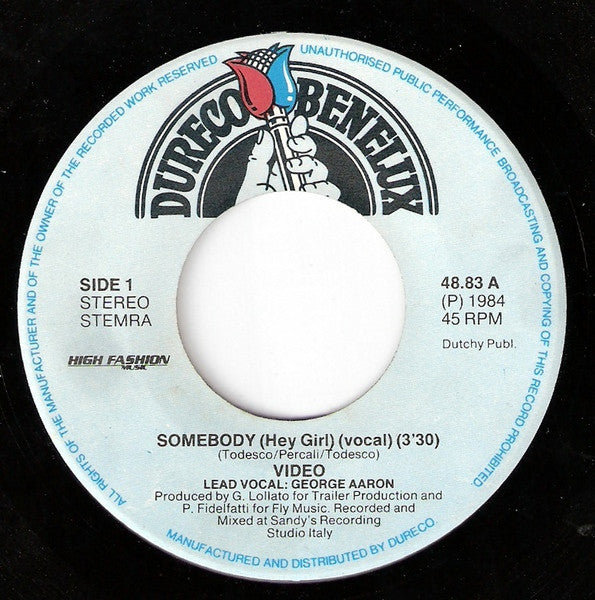 ALL RIGHTS OF THE MANUFACTURER AND OF THE OWNER OF THE RECORDED WORK RESERVED
UNAUTHORISED PUBLIC PERFORMANCE BROADCASTING AND COPYING OF THIS RECORD PROHIBITED
DURECO BENELUX
SIDE 1
STEREO
STEMRA
48.83 A
(P) 1984
45 RPM
Dutchy Publ.
HIGH FASHION
MUSIC
SOMEBODY (Hey Girl) (vocal) (3'30)
(Todesco/Percali/Todesco)
VIDEO
LEAD VOCAL: GEORGE AARON
Produced by G. Lollato for Trailer Production and
P. Fidelfatti for Fly Music. Recorded and
Mixed at Sandy's Recording
Studio Italy
MANUFACTURED AND DISTRIBUTED BY DURECO